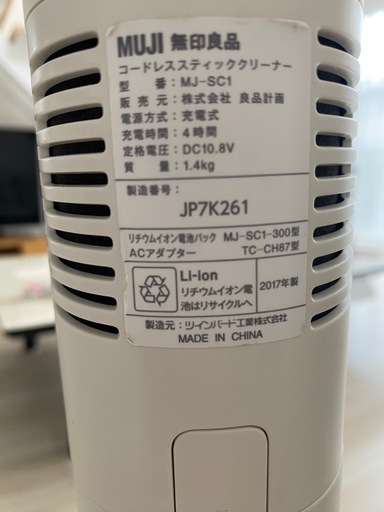 MUJI 無印良品
コードレススティッククリーナー
型　番：MJ-SC1
販 売 元：株式会社 良品計画
電源方式：充電式
充電時間：4時間
定格電圧：DC10.8V
質　　量：1.4kg
製造番号：
JP7K261
リチウムイオン電池パック MJ-SC1-300型
ACアダプター TC-CH87型
Li-ion
リチウムイオン電
池はリサイクルへ
2017年製
製造元：ツインバード工業株式会社
MADE IN CHINA